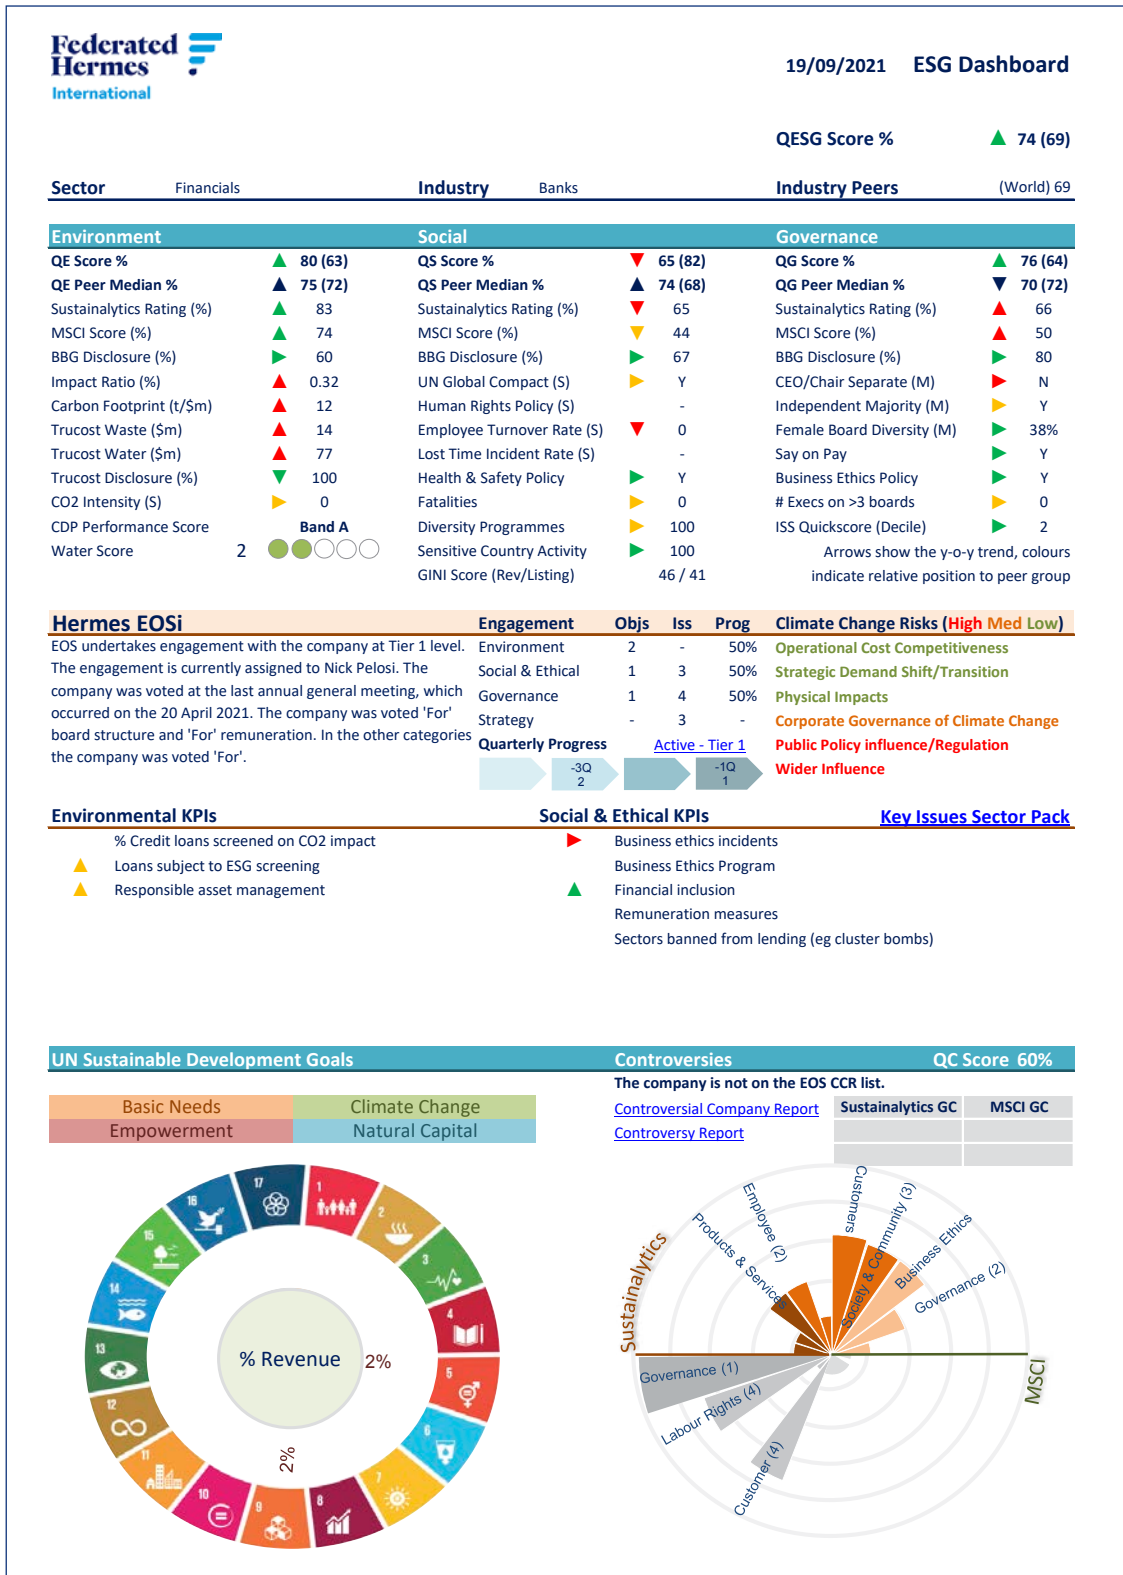 Federated
Hermes
International
19/09/2021 ESG Dashboard
QESG Score % 74 (69)
Sector Financials Industry Banks Industry Peers (World) 69
Environment Social Governance
QE Score % 80 (63) QS Score % 65 (82) QG Score % 76 (64)
QE Peer Median % 75 (72) QS Peer Median % 74 (68) QG Peer Median % 70 (72)
Sustainalytics Rating (%) 83 Sustainalytics Rating (%) 65 Sustainalytics Rating (%) 66
MSCI Score (%) 74 MSCI Score (%) 44 MSCI Score (%) 50
BBG Disclosure (%) 60 BBG Disclosure (%) 67 BBG Disclosure (%) 80
Impact Ratio (%) 0.32 UN Global Compact (S) Y CEO/Chair Separate (M) N
Carbon Footprint (t/$m) 12 Human Rights Policy (S) - Independent Majority (M) Y
Trucost Waste ($m) 14 Employee Turnover Rate (S) 0 Female Board Diversity (M) 38%
Trucost Water ($m) 77 Lost Time Incident Rate (S) - Say on Pay Y
Trucost Disclosure (%) 100 Health & Safety Policy Y Business Ethics Policy Y
CO2 Intensity (S) 0 Fatalities 0 # Execs on >3 boards 0
CDP Performance Score Band A Diversity Programmes 100 ISS Quickscore (Decile) 2
Water Score 2 Sensitive Country Activity 100 Arrows show the y-o-y trend, colours
GINI Score (Rev/Listing) 46 / 41 indicate relative position to peer group
Hermes EOSi Engagement Objs Iss Prog Climate Change Risks (High Med Low)
EOS undertakes engagement with the company at Tier 1 level.
The engagement is currently assigned to Nick Pelosi. The
company was voted at the last annual general meeting, which
occurred on the 20 April 2021. The company was voted 'For'
board structure and 'For' remuneration. In the other categories
the company was voted 'For'.
Environment 2 - 50%
Social & Ethical 1 3 50%
Governance 1 4 50%
Strategy - 3 -
Quarterly Progress Active - Tier 1
-3Q -1Q
2 1
Operational Cost Competitiveness
Strategic Demand Shift/Transition
Physical Impacts
Corporate Governance of Climate Change
Public Policy influence/Regulation
Wider Influence
Environmental KPIs Social & Ethical KPIs Key Issues Sector Pack
% Credit loans screened on CO2 impact Business ethics incidents
Loans subject to ESG screening Business Ethics Program
Responsible asset management Financial inclusion
Remuneration measures
Sectors banned from lending (eg cluster bombs)
UN Sustainable Development Goals Controversies QC Score 60%
The company is not on the EOS CCR list.
Basic Needs Climate Change
Empowerment Natural Capital
Controversial Company Report Sustainalytics GC MSCI GC
Controversy Report
1
2
3
4
5
6
7
8
9
10
11
12
13
14
15
16
17
% Revenue 2%
2%
Sustainalytics
Products & Services
Employee (2)
Customers
Society & Community (3)
Business Ethics
Governance (2)
MSCI
Governance (1)
Labour Rights (4)
Customer (4)